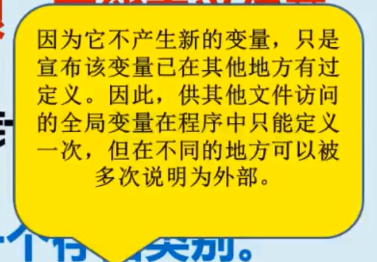 因为它不产生新的变量，只是
宣布该变量已在其他地方有过
定义。因此，供其他文件访问
的全局变量在程序中只能定义
一次，但在不同的地方可以被
多次说明为外部。
类别。